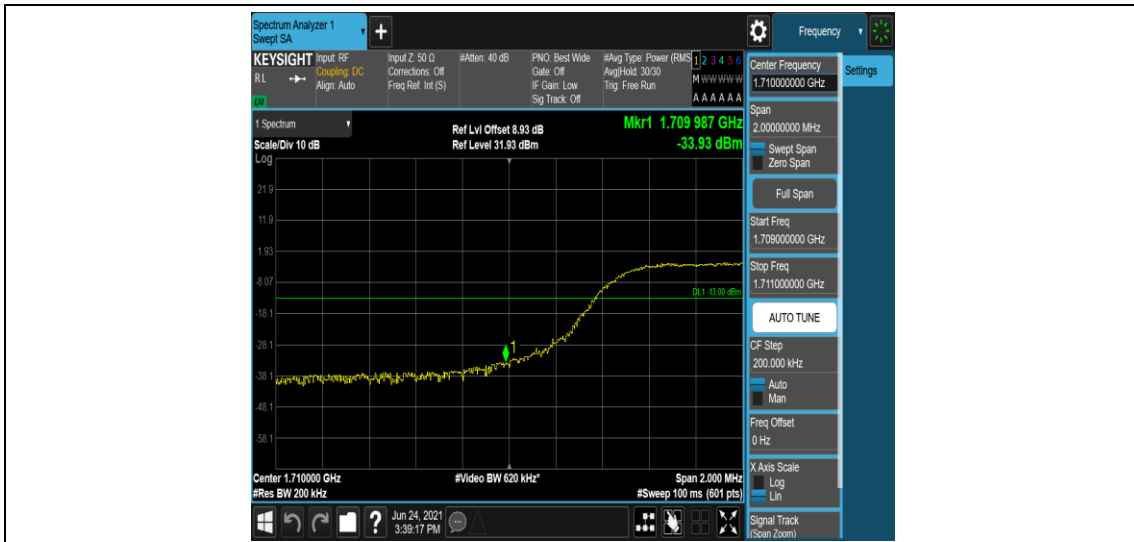 Spectrum Analyzer 1
Swept SA
+
Frequency
KEYSIGHT
RL
LXI
Input: RF
Coupling: DC
Align: Auto
Input Z: 50 Ω
Corrections: Off
Freq Ref: Int (S)
#Atten: 40 dB
PNO: Best Wide
Gate: Off
IF Gain: Low
Sig Track: Off
#Avg Type: Power (RMS
Avg|Hold: 30/30
Trig: Free Run
1 2 3 4 5 6
M W W W W W
A A A A A A
1 Spectrum
Scale/Div 10 dB
Log
Ref Lvl Offset 8.93 dB
Ref Level 31.93 dBm
Mkr1 1.709 987 GHz
-33.93 dBm
21.9
11.9
1.93
-8.07
-18.1
-28.1
-38.1
-48.1
-58.1
DL1 -13.00 dBm
1
Center 1.710000 GHz
#Res BW 200 kHz
#Video BW 620 kHz*
Span 2.000 MHz
#Sweep 100 ms (601 pts)
?
Jun 24, 2021
3:39:17 PM
Center Frequency
1.710000000 GHz
Settings
Span
2.00000000 MHz
Swept Span
Zero Span
Full Span
Start Freq
1.709000000 GHz
Stop Freq
1.711000000 GHz
AUTO TUNE
CF Step
200.000 kHz
Auto
Man
Freq Offset
0 Hz
X Axis Scale
Log
Lin
Signal Track
(Span Zoom)